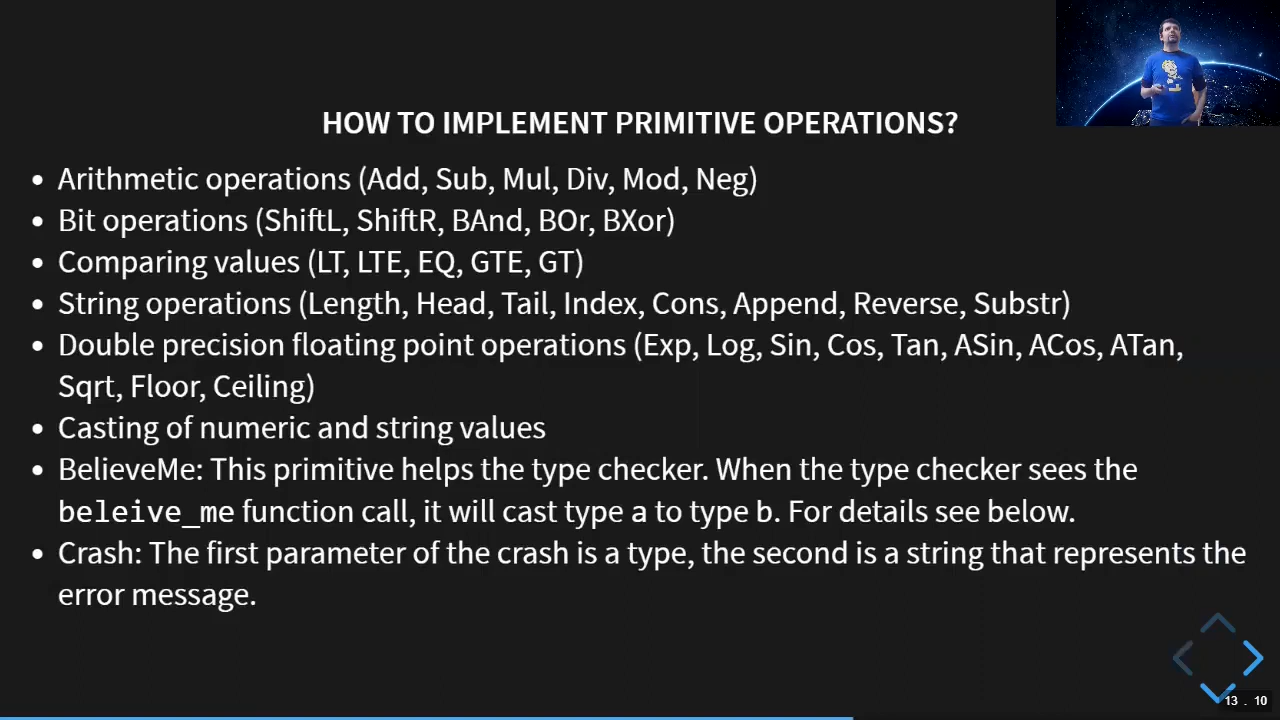 HOW TO IMPLEMENT PRIMITIVE OPERATIONS?
• Arithmetic operations (Add, Sub, Mul, Div, Mod, Neg)
• Bit operations (ShiftL, ShiftR, BAnd, BOr, BXor)
• Comparing values (LT, LTE, EQ, GTE, GT)
• String operations (Length, Head, Tail, Index, Cons, Append, Reverse, Substr)
• Double precision floating point operations (Exp, Log, Sin, Cos, Tan, ASin, ACos, ATan,
Sqrt, Floor, Ceiling)
• Casting of numeric and string values
• BelieveMe: This primitive helps the type checker. When the type checker sees the
beleive_me function call, it will cast type a to type b. For details see below.
• Crash: The first parameter of the crash is a type, the second is a string that represents the
error message.
13 . 10